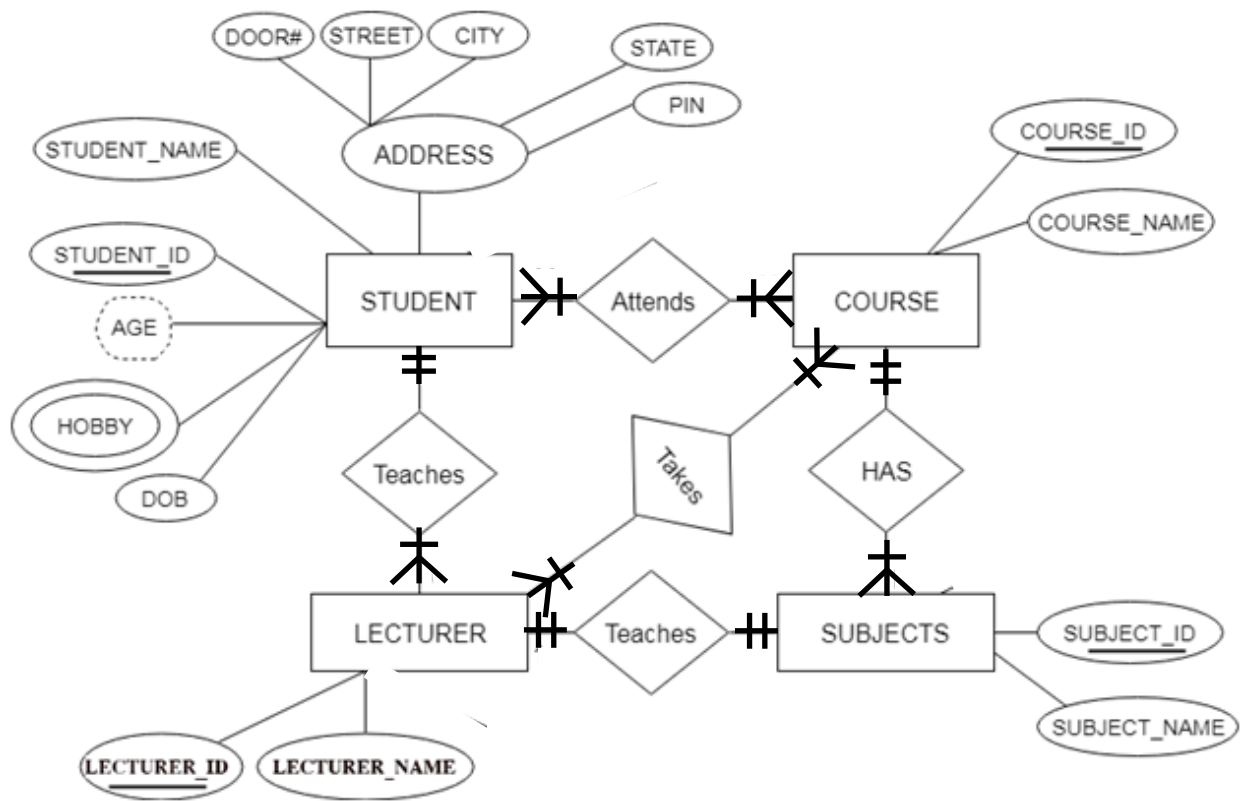 DOOR#
STREET
CITY
STATE
PIN
ADDRESS
STUDENT_NAME
COURSE_ID
COURSE_NAME
STUDENT_ID
AGE
HOBBY
DOB
STUDENT
Attends
COURSE
Teaches
Takes
HAS
LECTURER
Teaches
SUBJECTS
SUBJECT_ID
SUBJECT_NAME
LECTURER_ID
LECTURER_NAME